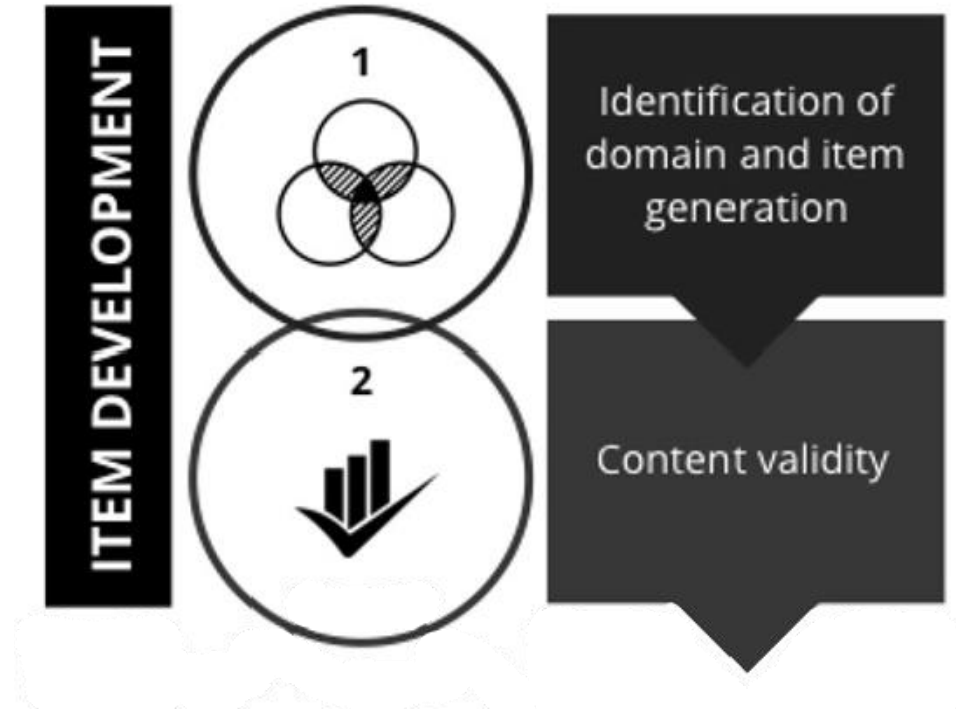 ITEM DEVELOPMENT
1
Identification of
domain and item
generation
2
Content validity